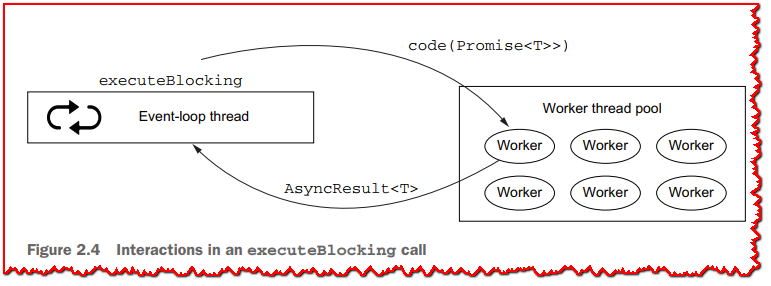 code(Promise<T>>)
executeBlocking
Event-loop thread
Worker thread pool
Worker Worker Worker
AsyncResult<T>
Worker Worker Worker
Figure 2.4 Interactions in an executeBlocking call